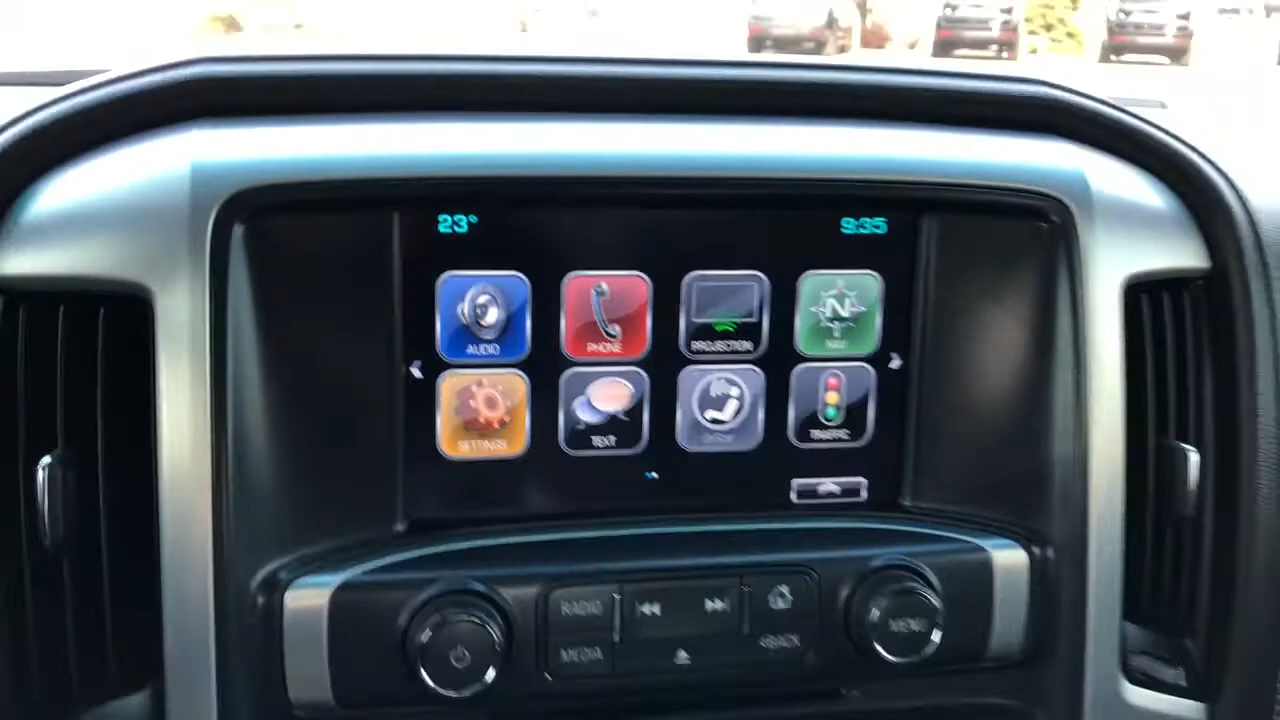 23° 9:35
AUDIO PHONE PROJECTION NAV
SETTINGS TEXT TRAFFIC
RADIO
MEDIA
BACK
MENU